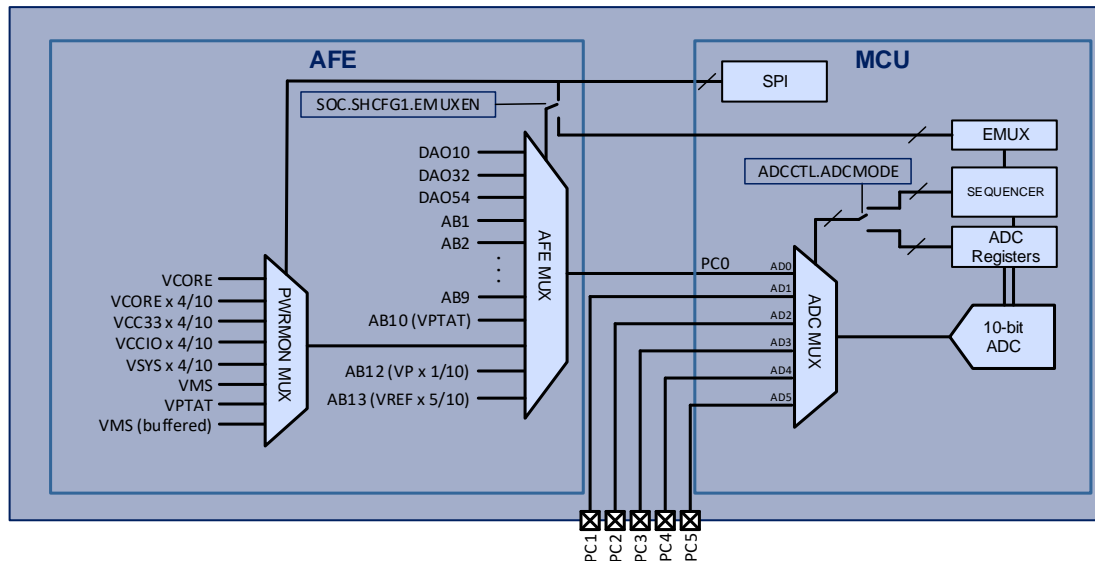 AFE
MCU
SPI
SOC.SHCFG1.EMUXEN
EMUX
DAO10
DAO32
DAO54
AB1
AB2
AB9
AB10 (VPTAT)
AB12 (VP x 1/10)
AB13 (VREF x 5/10)
AFE MUX
ADCCTL.ADCMODE
SEQUENCER
ADC
Registers
PC0
AD0
AD1
AD2
AD3
AD4
AD5
ADC MUX
10-bit
ADC
VCORE
VCORE x 4/10
VCC33 x 4/10
VCCIO x 4/10
VSYS x 4/10
VMS
VPTAT
VMS (buffered)
PWRMON MUX
PC1
PC2
PC3
PC4
PC5